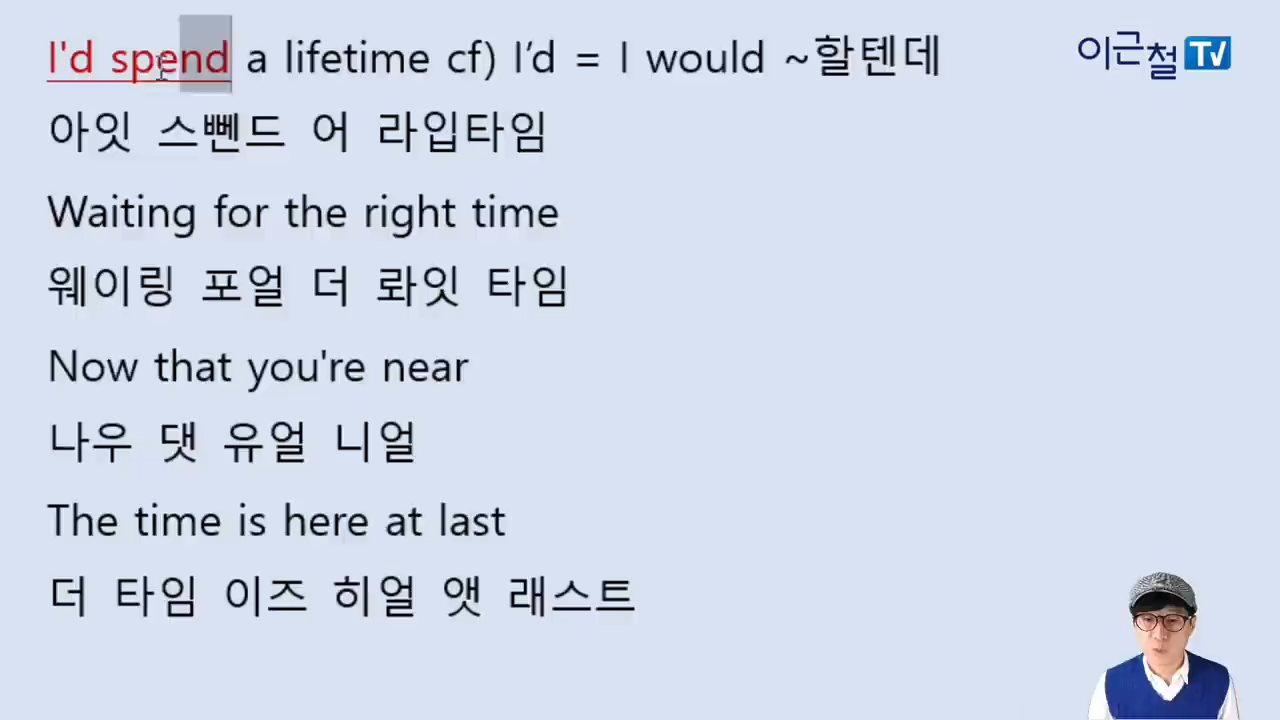 I'd spend a lifetime cf) I’d = I would ~할텐데
이근철 TV
아잇 스뻰드 어 라입타임
Waiting for the right time
웨이링 포얼 더 롸잇 타임
Now that you're near
나우 댓 유얼 니얼
The time is here at last
더 타임 이즈 히얼 앳 래스트